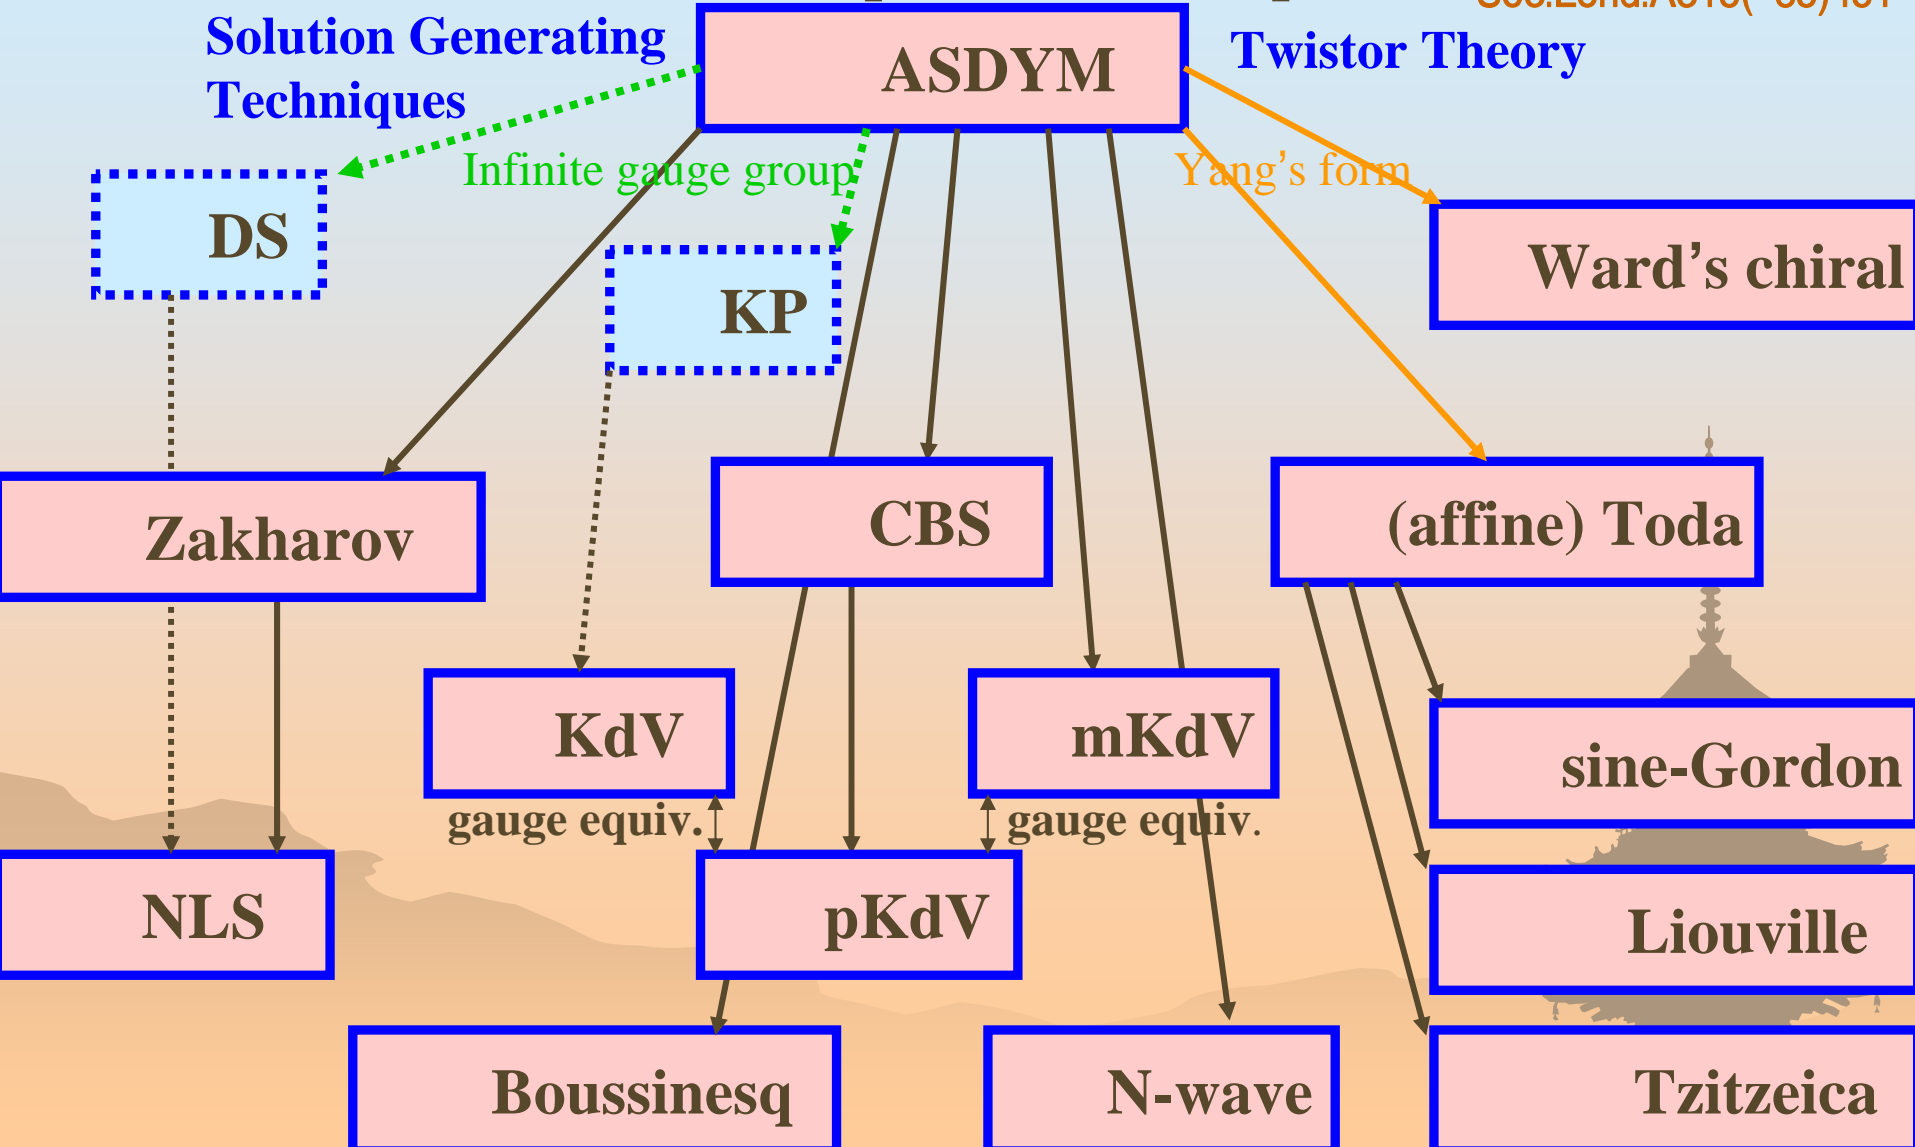 Solution Generating
Techniques
ASDYM
Twistor Theory
Infinite gauge group
Yang’s form
DS
KP
Ward’s chiral
Zakharov
CBS
(affine) Toda
KdV
mKdV
sine-Gordon
gauge equiv.
gauge equiv.
NLS
pKdV
Liouville
Boussinesq
N-wave
Tzitzeica